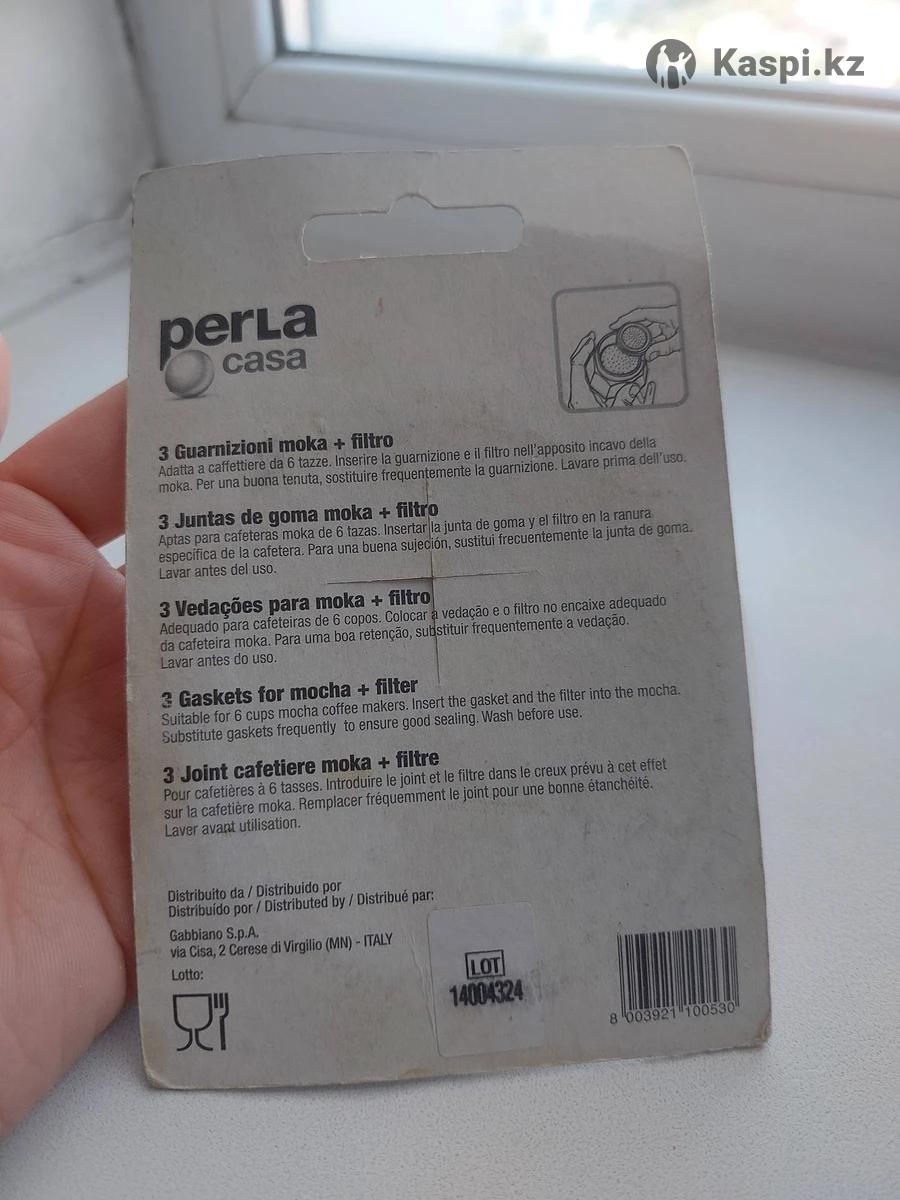 Kaspi.kz
perLa
casa
3 Guarnizioni moka + filtro
Adatta a caffettiere da 6 tazze. Inserire la guarnizione e il filtro nell'apposito incavo della
moka. Per una buona tenuta, sostituire frequentemente la guarnizione. Lavare prima dell'uso.
3 Juntas de goma moka + filtro
Aptas para cafeteras moka de 6 tazas. Insertar la junta de goma y el filtro en la ranura
específica de la cafetera. Para una buena sujeción, sustitui frecuentemente la junta de goma.
Lavar antes del uso.
3 Vedações para moka + filtro
Adequado para cafeteiras de 6 copos. Colocar a vedação e o filtro no encaixe adequado
da cafeteira moka. Para uma boa retenção, substituir frequentemente a vedação.
Lavar antes do uso.
3 Gaskets for mocha + filter
Suitable for 6 cups mocha coffee makers. Insert the gasket and the filter into the mocha.
Substitute gaskets frequently to ensure good sealing. Wash before use.
3 Joint cafetiere moka + filtre
Pour cafetières à 6 tasses. Introduire le joint et le filtre dans le creux prévu à cet effet
sur la cafetière moka. Remplacer fréquemment le joint pour une bonne étanchéité.
Laver avant utilisation.
Distribuito da / Distribuido por
Distribuído por / Distributed by / Distribué par:
Gabbiano S.p.A.
via Cisa, 2 Cerese di Virgilio (MN) - ITALY
Lotto:
LOT
14004324
8 003921 100530